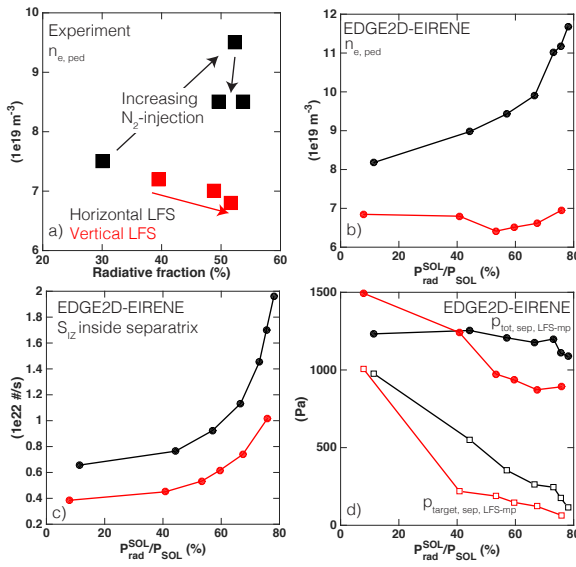 Experiment
n_e, ped
Increasing
N_2-injection
Horizontal LFS
Vertical LFS
a)
(1e19 m^-3)
10
9
8
7
6
20 30 40 50 60
Radiative fraction (%)
EDGE2D-EIRENE
n_e, ped
b)
(1e19 m^-3)
12
11
10
9
8
7
6
0 20 40 60 80
P_rad^SOL/P_SOL (%)
EDGE2D-EIRENE
S_IZ inside separatrix
c)
(1e22 #/s)
2
1.8
1.6
1.4
1.2
1
0.8
0.6
0.4
0.2
0 20 40 60 80
P_rad^SOL/P_SOL (%)
EDGE2D-EIRENE
p_tot, sep, LFS-mp
p_target, sep, LFS-mp
d)
(Pa)
1500
1000
500
0
0 20 40 60 80
P_rad^SOL/P_SOL (%)